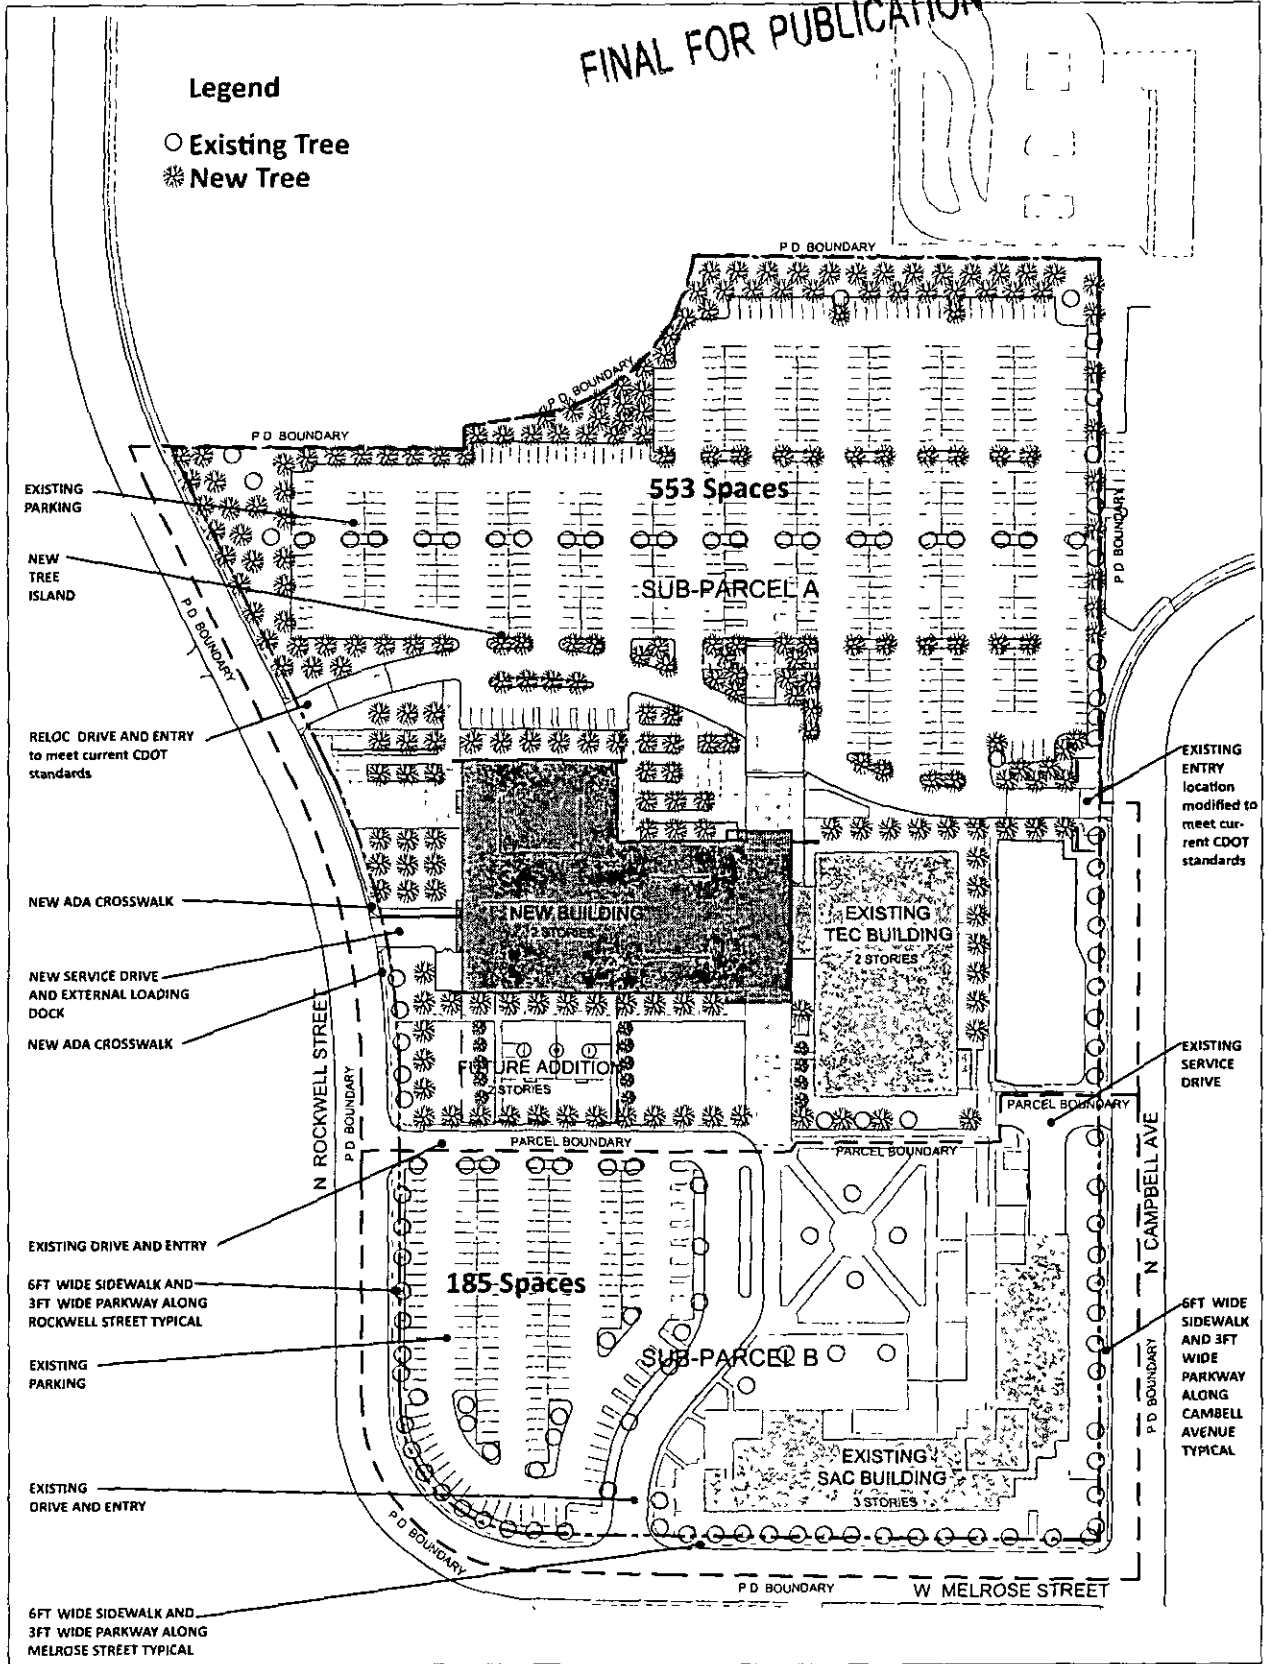 FINAL FOR PUBLICATION
Legend
Existing Tree
New Tree
P D BOUNDARY
P D BOUNDARY
P D BOUNDARY
EXISTING
PARKING
553 Spaces
P D BOUNDARY
NEW
TREE
ISLAND
SUB-PARCEL A
P D BOUNDARY
RELOC DRIVE AND ENTRY
to meet current CDOT
standards
EXISTING
ENTRY
location
modified to
meet cur-
rent CDOT
standards
NEW ADA CROSSWALK
NEW BUILDING
2 STORIES
EXISTING
TEC BUILDING
2 STORIES
NEW SERVICE DRIVE
AND EXTERNAL LOADING
DOCK
NEW ADA CROSSWALK
N ROCKWELL STREET
P D BOUNDARY
FUTURE ADDITION
2 STORIES
EXISTING
SERVICE
DRIVE
PARCEL BOUNDARY
PARCEL BOUNDARY
PARCEL BOUNDARY
N CAMPBELL AVE
EXISTING DRIVE AND ENTRY
6FT WIDE SIDEWALK AND
3FT WIDE PARKWAY ALONG
ROCKWELL STREET TYPICAL
185 Spaces
6FT WIDE
SIDEWALK
AND 3FT
WIDE
PARKWAY
ALONG
CAMBELL
AVENUE
TYPICAL
EXISTING
PARKING
SUB-PARCEL B
P D BOUNDARY
EXISTING
SAC BUILDING
3 STORIES
EXISTING
DRIVE AND ENTRY
P D BOUNDARY
P D BOUNDARY
W MELROSE STREET
6FT WIDE SIDEWALK AND
3FT WIDE PARKWAY ALONG
MELROSE STREET TYPICAL